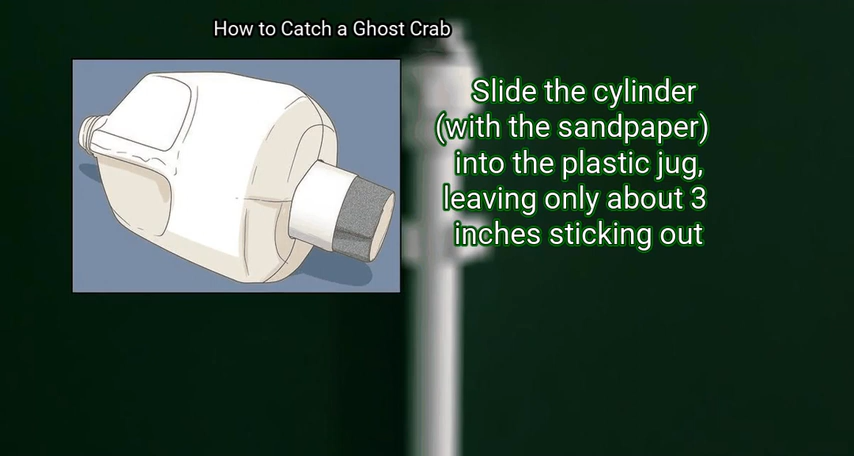 How to Catch a Ghost Crab
Slide the cylinder
(with the sandpaper)
into the plastic jug,
leaving only about 3
inches sticking out